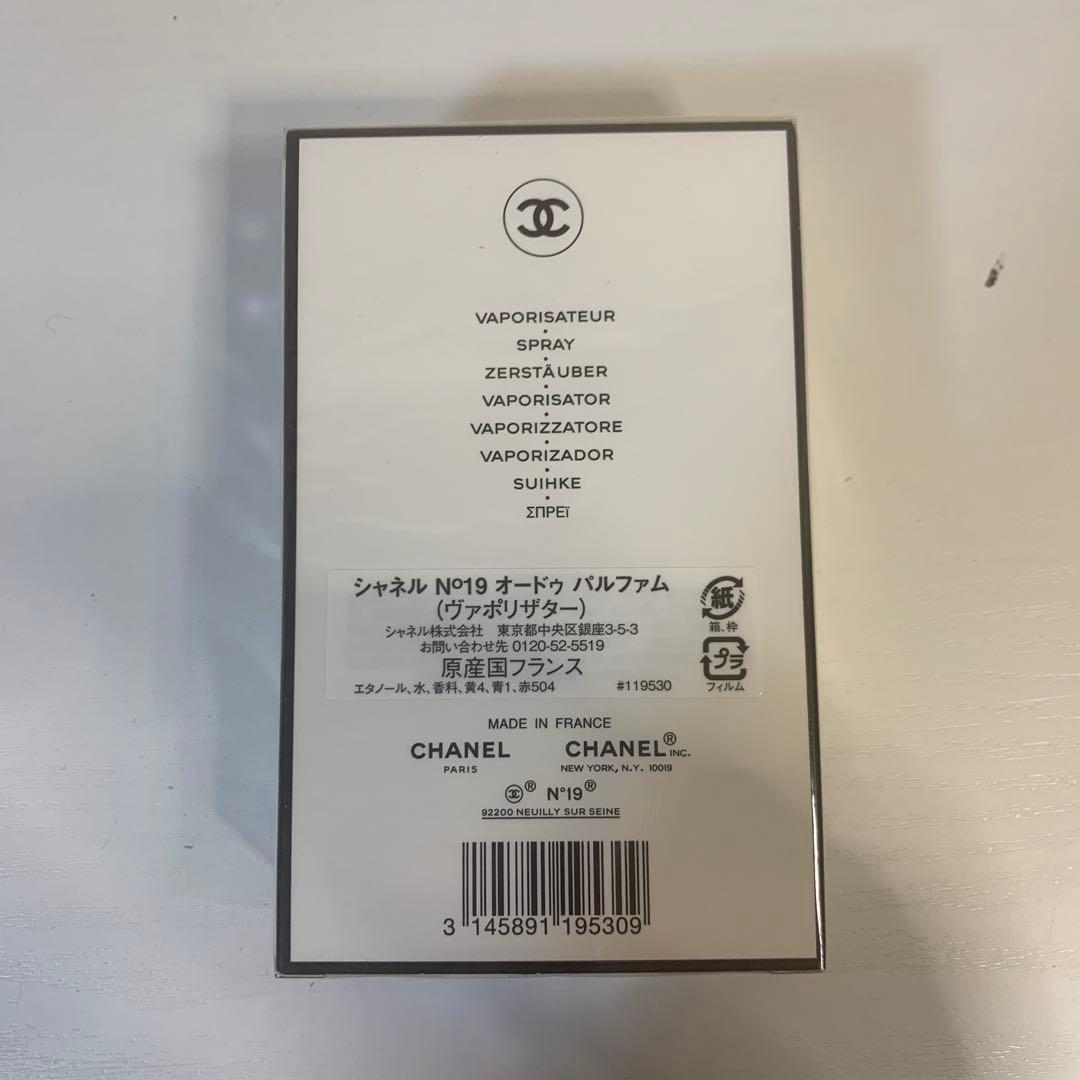 VAPORISATEUR
SPRAY
ZERSTÄUBER
VAPORISATOR
VAPORIZZATORE
VAPORIZADOR
SUIHKE
ΣΠΡΕϊ
シャネル Nº19 オードゥ パルファム
(ヴァポリザター)
シャネル株式会社 東京都中央区銀座3-5-3
お問い合わせ先 0120-52-5519
原産国フランス
エタノール、水、香料、黄4、青1、赤504 #119530
紙
箱、枠
プラ
フィルム
MADE IN FRANCE
CHANEL CHANEL® INC.
PARIS NEW YORK, N.Y. 10019
® N°19®
92200 NEUILLY SUR SEINE
3 145891 195309